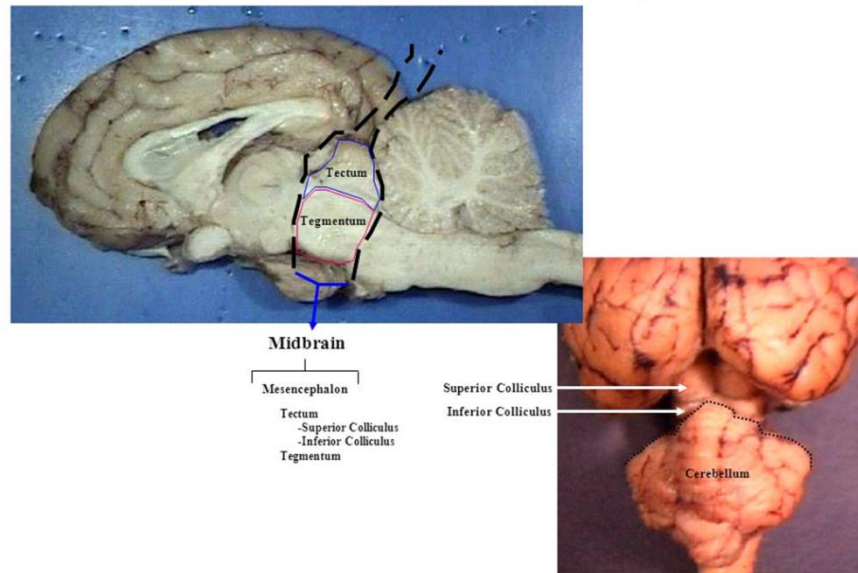 Tectum
Tegmentum
Midbrain
Mesencephalon
Tectum
-Superior Colliculus
-Inferior Colliculus
Tegmentum
Superior Colliculus
Inferior Colliculus
Cerebellum